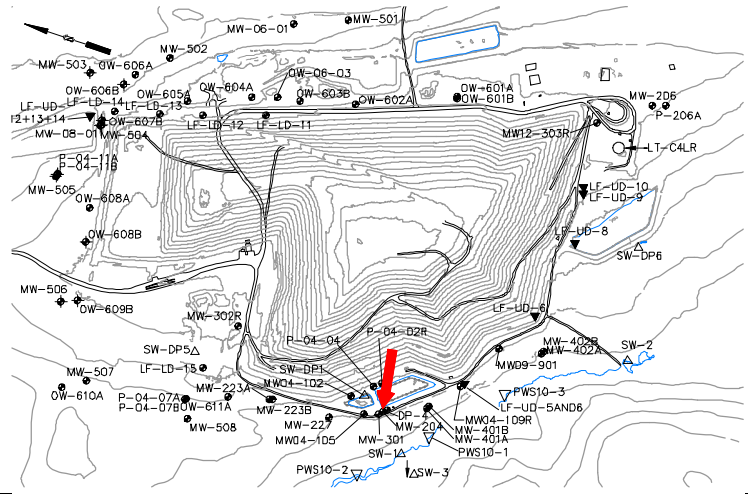 MW-06-01
MW-501
MW-502
MW-503
OW-606A
OW-606B
OW-605A
OW-604A
OW-06-03
OW-603B
OW-602A
OW-601A
OW-601B
MW-206
P-206A
LF-UD-
12+13+14
LF-LD-14
LF-LD-13
OW-607B
MW-08-01
MW-504
LF-LD-12
LF-LD-11
MW12-303R
LT-C4LR
P-04-11A
P-04-11B
MW-505
LF-UD-10
LF-UD-9
OW-608A
OW-608B
LF-UD-8
SW-DP6
MW-506
OW-609B
MW-302R
LF-UD-6
P-04-04
P-04-02R
SW-DP5
SW-DP1
MW-402B
MW-402A
SW-2
MW-507
LF-LD-15
MW04-102
MW09-901
OW-610A
MW-223A
P-04-07A
P-04-07B
OW-611A
MW-223B
PWS10-3
LF-UD-5AND6
MW-508
MW-227
MW04-105
DP-4
MW-204
MW-301
MW04-109R
MW-401B
MW-401A
PWS10-1
SW-1
PWS10-2
SW-3